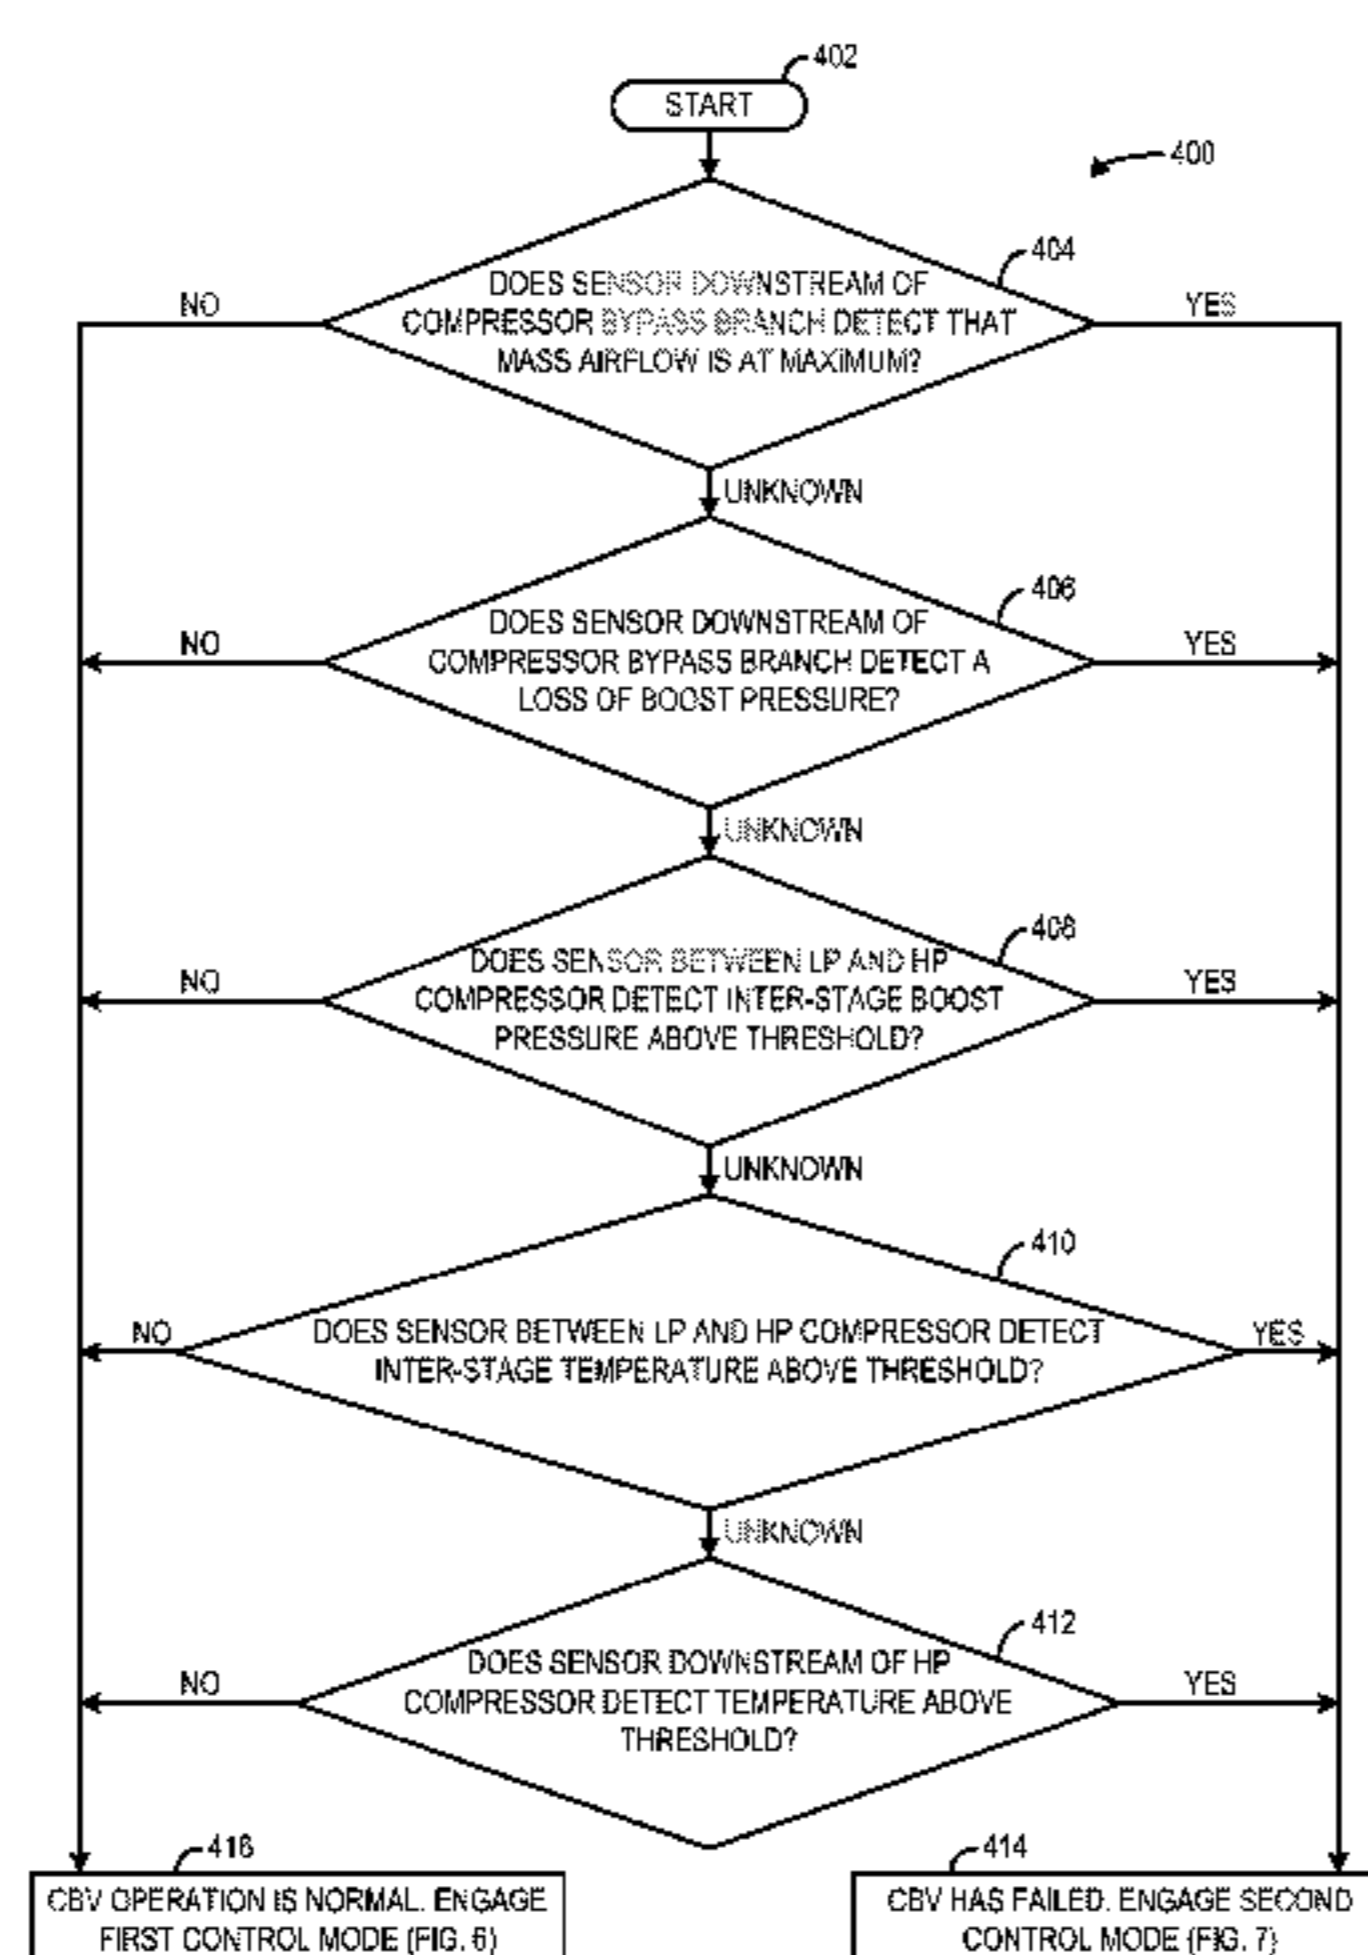 402
START
400
404
DOES SENSOR DOWNSTREAM OF
COMPRESSOR BYPASS BRANCH DETECT THAT
MASS AIRFLOW IS AT MAXIMUM?
NO
YES
UNKNOWN
406
DOES SENSOR DOWNSTREAM OF
COMPRESSOR BYPASS BRANCH DETECT A
LOSS OF BOOST PRESSURE?
NO
YES
UNKNOWN
408
DOES SENSOR BETWEEN LP AND HP
COMPRESSOR DETECT INTER-STAGE BOOST
PRESSURE ABOVE THRESHOLD?
NO
YES
UNKNOWN
410
DOES SENSOR BETWEEN LP AND HP COMPRESSOR DETECT
INTER-STAGE TEMPERATURE ABOVE THRESHOLD?
NO
YES
UNKNOWN
412
DOES SENSOR DOWNSTREAM OF HP
COMPRESSOR DETECT TEMPERATURE ABOVE
THRESHOLD?
NO
YES
416
CBV OPERATION IS NORMAL. ENGAGE
FIRST CONTROL MODE (FIG. 6)
414
CBV HAS FAILED. ENGAGE SECOND
CONTROL MODE (FIG. 7)